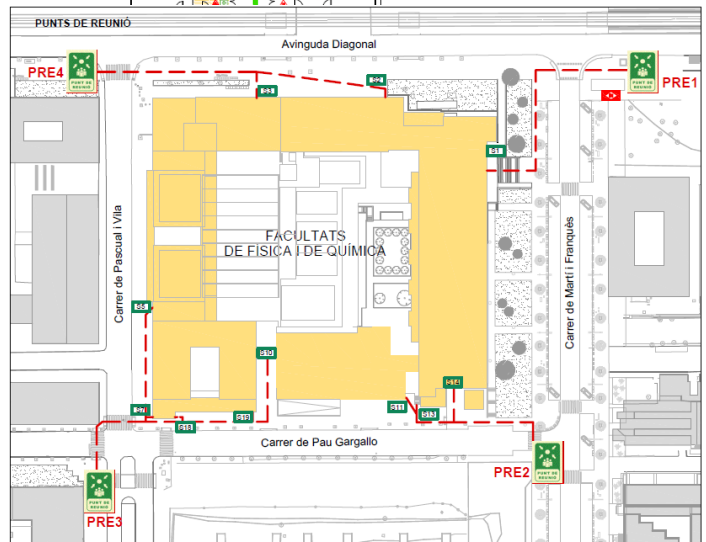 PUNTS DE REUNIÓ
Avinguda Diagonal
PRE4
PUNT DE
REUNIÓ
S3
S2
PRE1
PUNT DE
REUNIÓ
S1
Carrer de Pascual i Vila
FACULTATS
DE FÍSICA I DE QUÍMICA
Carrer de Martí i Franquès
S5
S10
S14
S7
S11
S13
S18
Carrer de Pau Gargallo
PRE2
PUNT DE
REUNIÓ
PRE3
PUNT DE
REUNIÓ